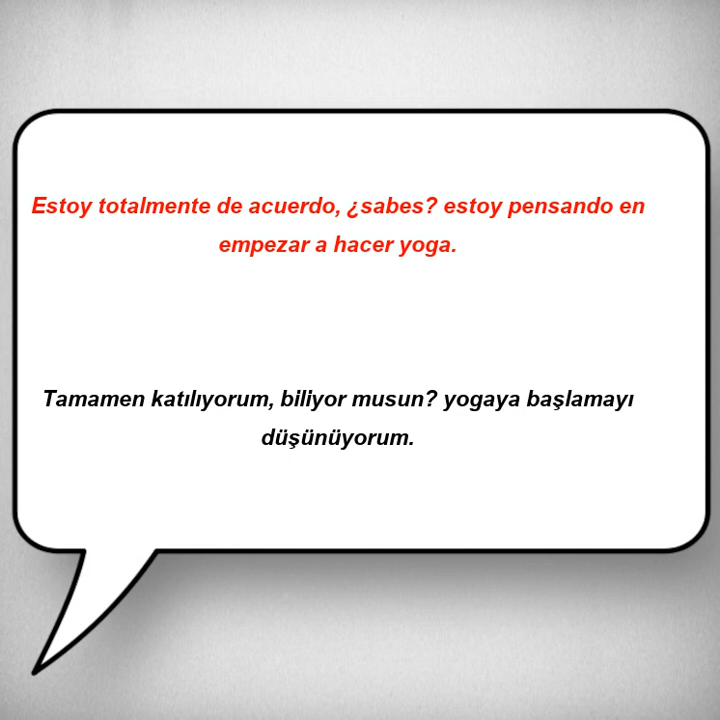 Estoy totalmente de acuerdo, ¿sabes? estoy pensando en
empezar a hacer yoga.
Tamamen katılıyorum, biliyor musun? yogaya başlamayı
düşünüyorum.